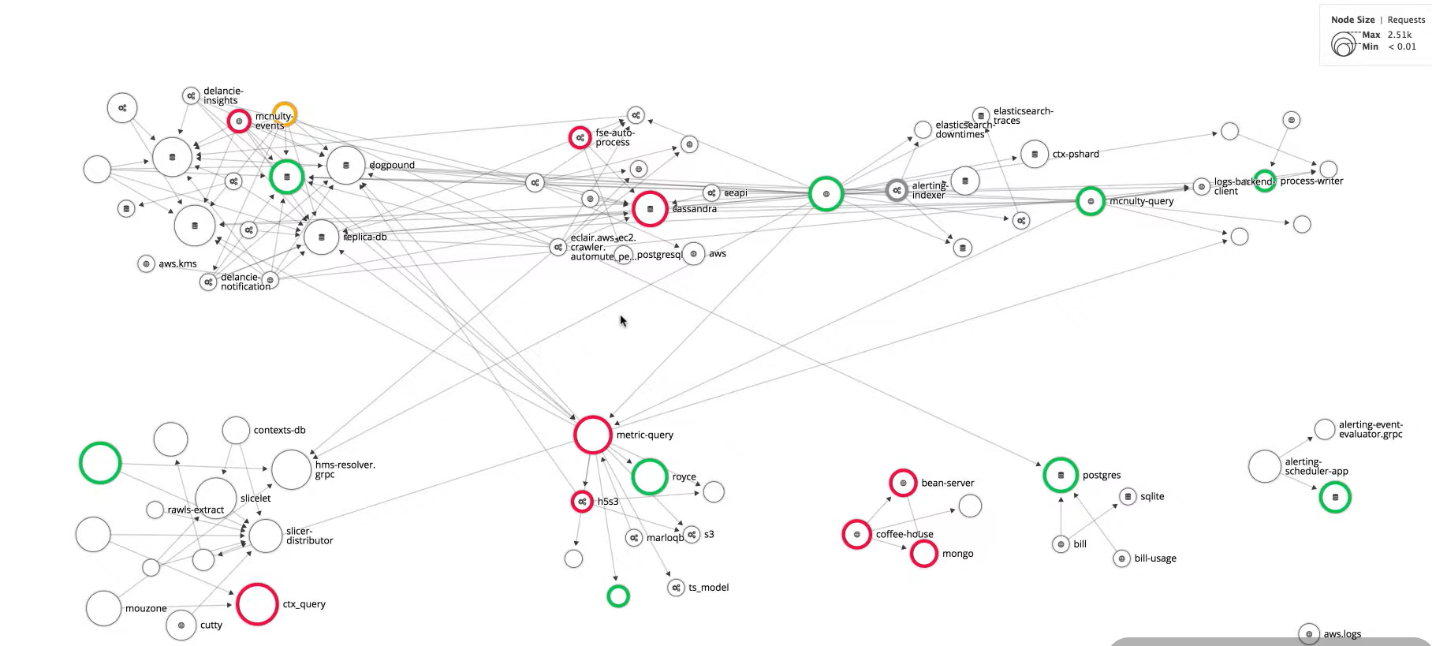 Node Size | Requests
Max 2.51k
Min < 0.01
delancie-
insights
mcnulty-
events
dogpound
replica-db
aws.kms
delancie-
notification
fse-auto-
process
aeapi
cassandra
eclair.aws.ec2.
crawler.
automute_pe...
postgresql
aws
elasticsearch-
traces
elasticsearch-
downtimes
ctx-pshard
alerting-
indexer
mcnulty-query
logs-backend-
client
process-writer
contexts-db
hms-resolver.
grpc
slicelet
rawls-extract
slicer-
distributor
mouzone
cutty
ctx_query
metric-query
royce
h5s3
marloqb
s3
ts_model
bean-server
coffee-house
mongo
postgres
sqlite
bill
bill-usage
alerting-event-
evaluator.grpc
alerting-
scheduler-app
aws.logs